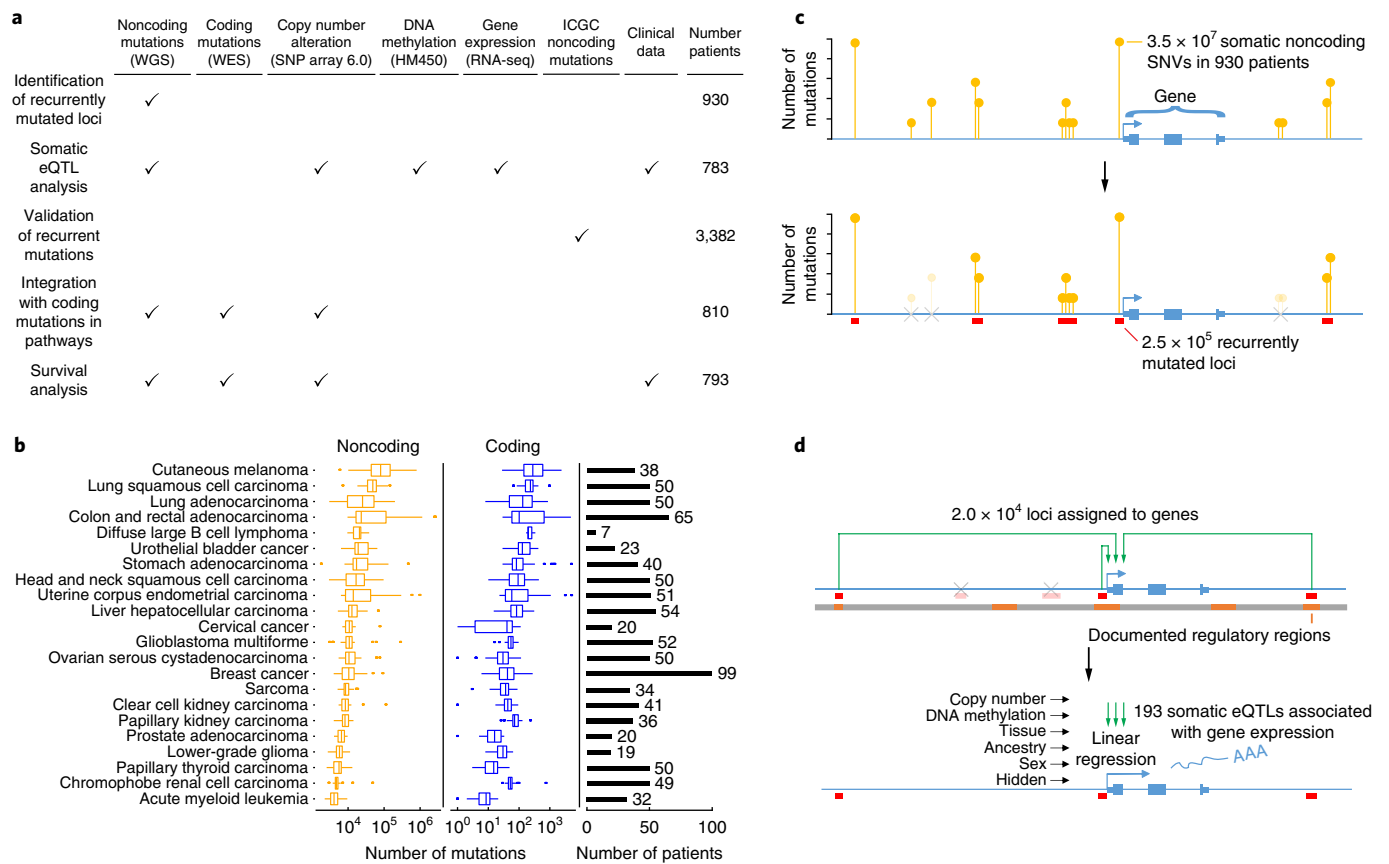 a
Noncoding mutations (WGS)
Coding mutations (WES)
Copy number alteration (SNP array 6.0)
DNA methylation (HM450)
Gene expression (RNA-seq)
ICGC noncoding mutations
Clinical data
Number patients
Identification of recurrently mutated loci
✓
930
Somatic eQTL analysis
✓ ✓ ✓ ✓ ✓
783
Validation of recurrent mutations
✓
3,382
Integration with coding mutations in pathways
✓ ✓ ✓
810
Survival analysis
✓ ✓ ✓ ✓
793
b
Noncoding
Coding
Cutaneous melanoma 38
Lung squamous cell carcinoma 50
Lung adenocarcinoma 50
Colon and rectal adenocarcinoma 65
Diffuse large B cell lymphoma 7
Urothelial bladder cancer 23
Stomach adenocarcinoma 40
Head and neck squamous cell carcinoma 50
Uterine corpus endometrial carcinoma 51
Liver hepatocellular carcinoma 54
Cervical cancer 20
Glioblastoma multiforme 52
Ovarian serous cystadenocarcinoma 50
Breast cancer 99
Sarcoma 34
Clear cell kidney carcinoma 41
Papillary kidney carcinoma 36
Prostate adenocarcinoma 20
Lower-grade glioma 19
Papillary thyroid carcinoma 50
Chromophobe renal cell carcinoma 49
Acute myeloid leukemia 32
10⁴ 10⁵ 10⁶
10⁰ 10¹ 10² 10³
0 50 100
Number of mutations
Number of patients
c
Number of
mutations
3.5 × 10⁷ somatic noncoding
SNVs in 930 patients
Gene
Number of
mutations
2.5 × 10⁵ recurrently
mutated loci
d
2.0 × 10⁴ loci assigned to genes
Documented regulatory regions
Copy number
DNA methylation
Tissue
Ancestry
Sex
Hidden
Linear
regression
193 somatic eQTLs associated
with gene expression
AAA